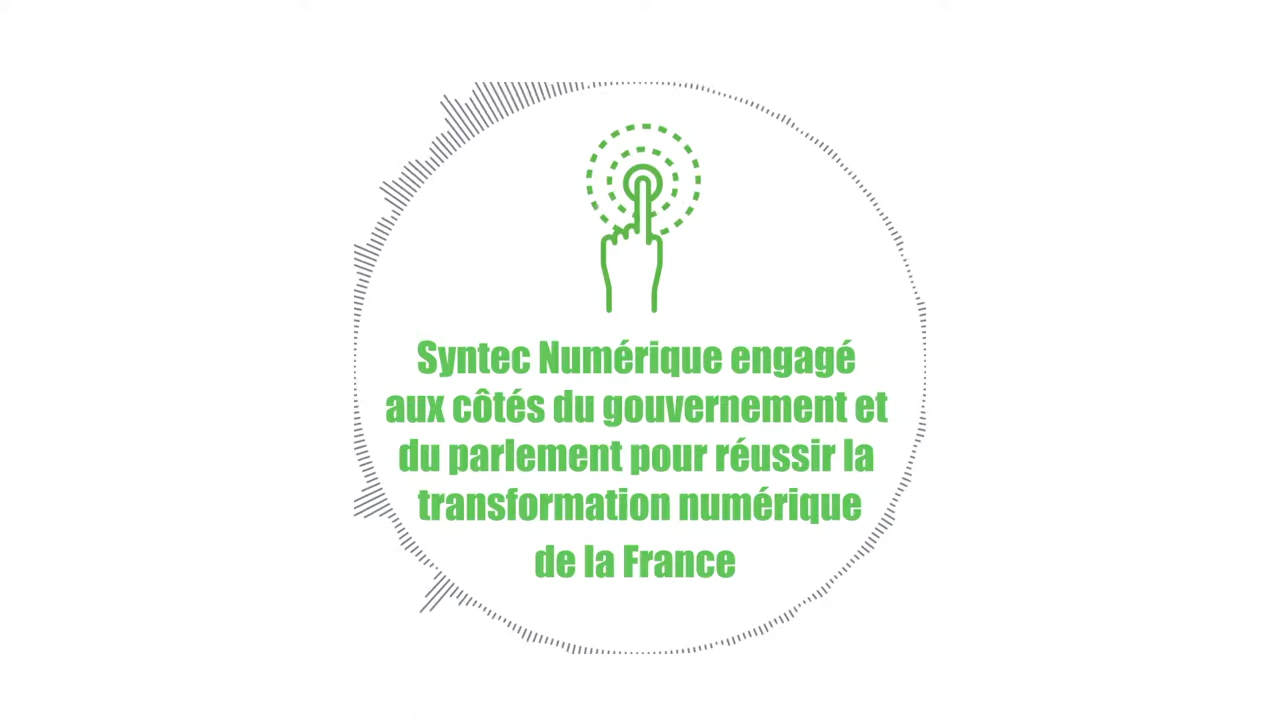 Syntec Numérique engagé
aux côtés du gouvernement et
du parlement pour réussir la
transformation numérique
de la France